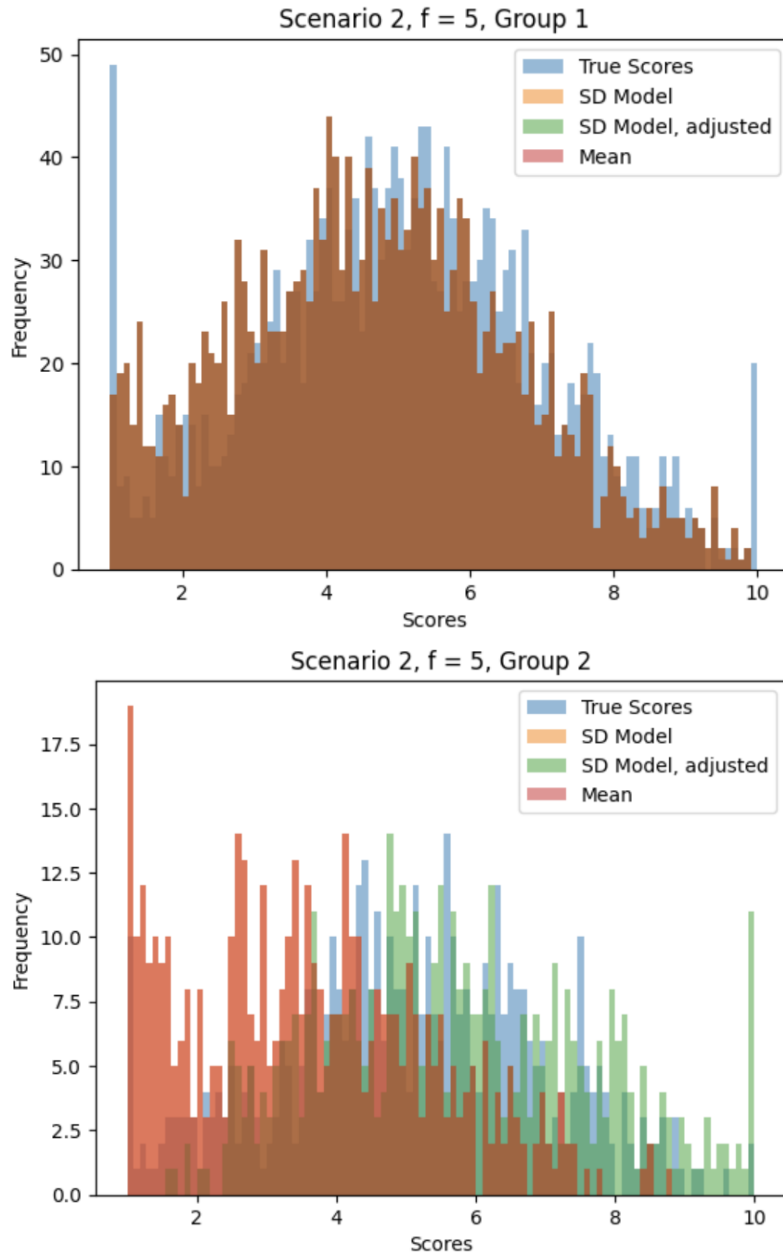 Scenario 2, f = 5, Group 1
50
40
30
20
10
0
Frequency
True Scores
SD Model
SD Model, adjusted
Mean
2 4 6 8 10
Scores
Scenario 2, f = 5, Group 2
17.5
15.0
12.5
10.0
7.5
5.0
2.5
0.0
Frequency
True Scores
SD Model
SD Model, adjusted
Mean
2 4 6 8 10
Scores